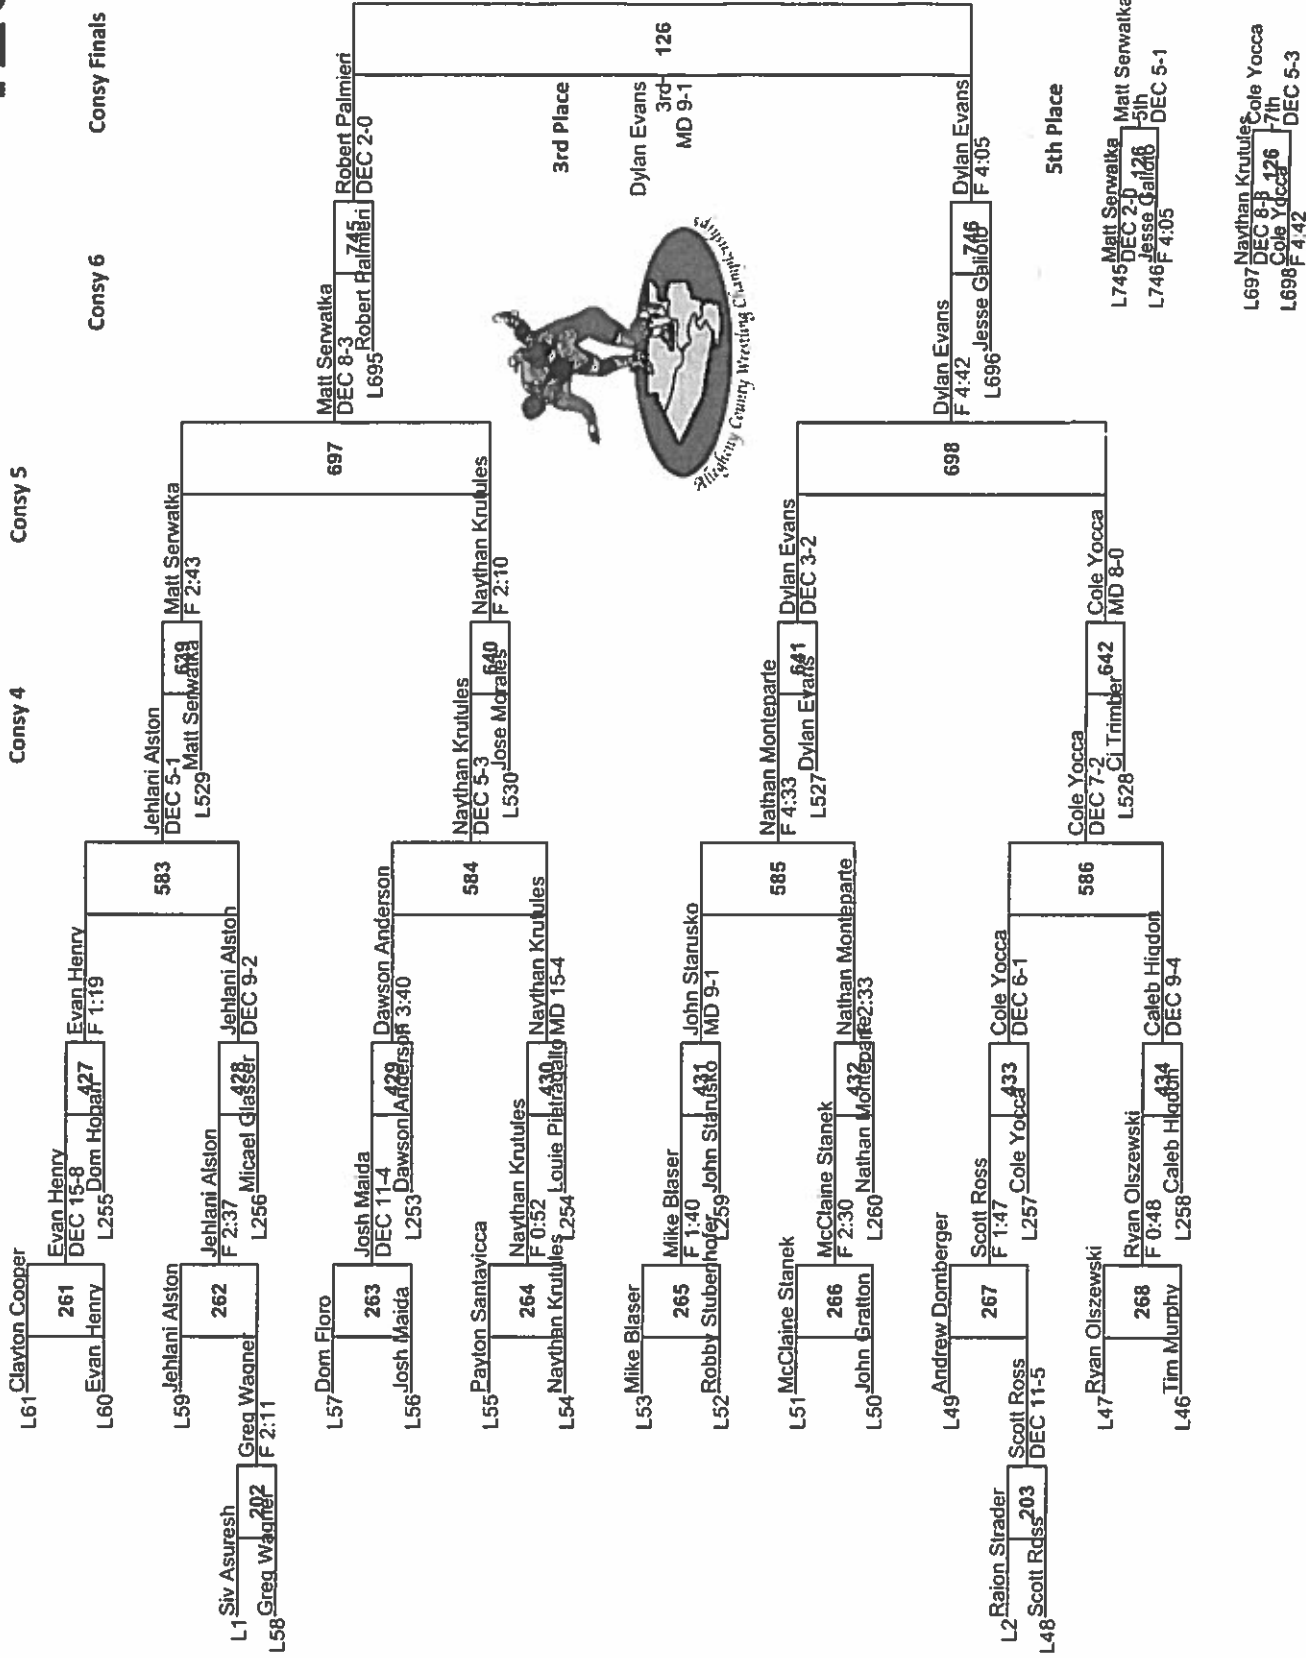 Consy 4
Consy 5
Consy 6
Consy Finals
L61 Clayton Cooper
261
L60 Evan Henry
Evan Henry
DEC 15-8
427
L255 Dom Hogan
Evan Henry
F 1:19
L59 Jehlani Alston
262
L1 Siv Asuresh
202
L58 Greg Wagner
Greg Wagner
F 2:11
Jehlani Alston
F 2:37
428
L256 Micael Glasser
Jehlani Alston
DEC 9-2
583
Jehlani Alston
DEC 5-1
639
L529 Matt Serwatka
Matt Serwatka
F 2:43
L57 Dom Floro
263
L56 Josh Maida
Josh Maida
DEC 11-4
429
L253 Dawson Anderson
Dawson Anderson
F 3:40
L55 Payton Santavicca
264
L54 Naythan Krutules
Naythan Krutules
F 0:52
430
L254 Louie Pietragallo
Naythan Krutules
MD 15-4
584
Naythan Krutules
DEC 5-3
640
L530 Jose Morales
Naythan Krutules
F 2:10
697
Matt Serwatka
DEC 8-3
745
L695 Robert Palmieri
Robert Palmieri
DEC 2-0
L53 Mike Blaser
265
L52 Robby Stubenhofer
Mike Blaser
F 1:40
431
L259 John Starusko
John Starusko
MD 9-1
L51 McClaine Stanek
266
L50 John Gratton
McClaine Stanek
F 2:30
432
L260 Nathan Monteparte
Nathan Monteparte
F 2:33
585
Nathan Monteparte
F 4:33
641
L527 Dylan Evans
Dylan Evans
DEC 3-2
L49 Andrew Domberger
267
L2 Raion Strader
203
L48 Scott Ross
Scott Ross
DEC 11-5
Scott Ross
F 1:47
433
L257 Cole Yocca
Cole Yocca
DEC 6-1
L47 Ryan Olszewski
268
L46 Tim Murphy
Ryan Olszewski
F 0:48
434
L258 Caleb Higdon
Caleb Higdon
DEC 9-4
586
Cole Yocca
DEC 7-2
642
L528 Cj Trimber
Cole Yocca
MD 8-0
698
Dylan Evans
F 4:42
746
L696 Jesse Galioto
Dylan Evans
F 4:05
126
3rd Place
Dylan Evans
3rd
MD 9-1
Allegheny County Wrestling Championships
5th Place
L745 Matt Serwatka
DEC 2-0
126
L746 Jesse Galioto
F 4:05
Matt Serwatka
5th
DEC 5-1
L697 Naythan Krutules
DEC 8-3
126
L698 Cole Yocca
F 4:42
Cole Yocca
7th
DEC 5-3